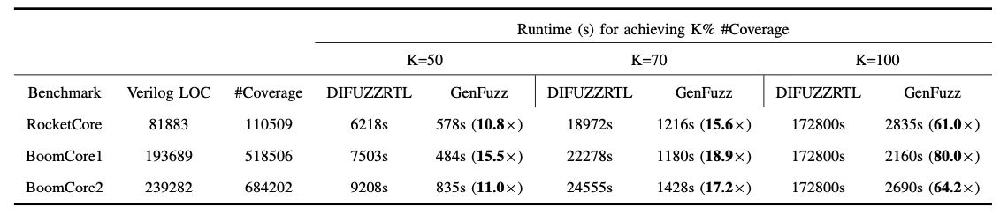 Runtime (s) for achieving K% #Coverage
K=50 K=70 K=100
Benchmark Verilog LOC #Coverage DIFUZZRTL GenFuzz DIFUZZRTL GenFuzz DIFUZZRTL GenFuzz
RocketCore 81883 110509 6218s 578s (10.8×) 18972s 1216s (15.6×) 172800s 2835s (61.0×)
BoomCore1 193689 518506 7503s 484s (15.5×) 22278s 1180s (18.9×) 172800s 2160s (80.0×)
BoomCore2 239282 684202 9208s 835s (11.0×) 24555s 1428s (17.2×) 172800s 2690s (64.2×)